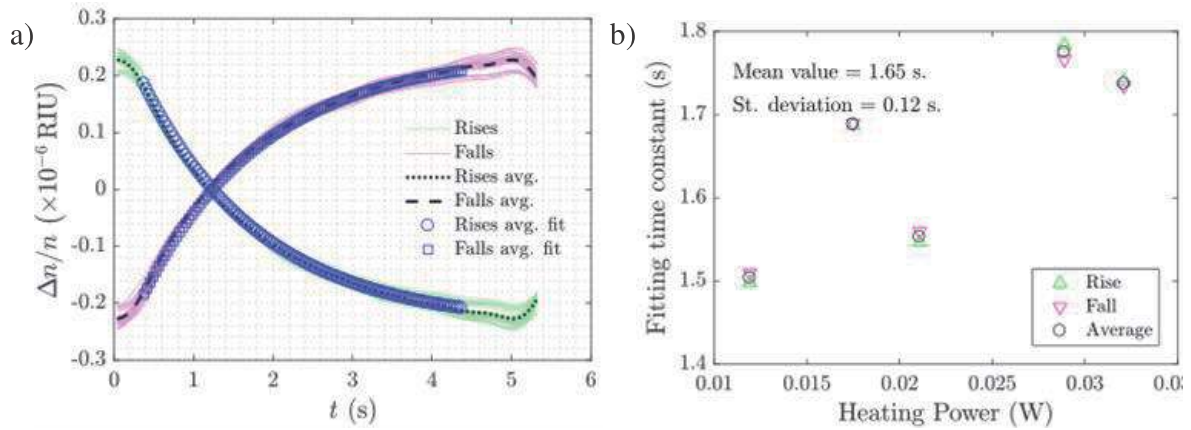 a)
0.3
0.2
0.1
0
-0.1
-0.2
-0.3
Δn/n (×10⁻⁶ RIU)
Rises
Falls
Rises avg.
Falls avg.
Rises avg. fit
Falls avg. fit
0 1 2 3 4 5 6
t (s)
b)
1.8
1.7
1.6
1.5
1.4
Fitting time constant (s)
Mean value = 1.65 s.
St. deviation = 0.12 s.
Rise
Fall
Average
0.01 0.015 0.02 0.025 0.03 0.03
Heating Power (W)